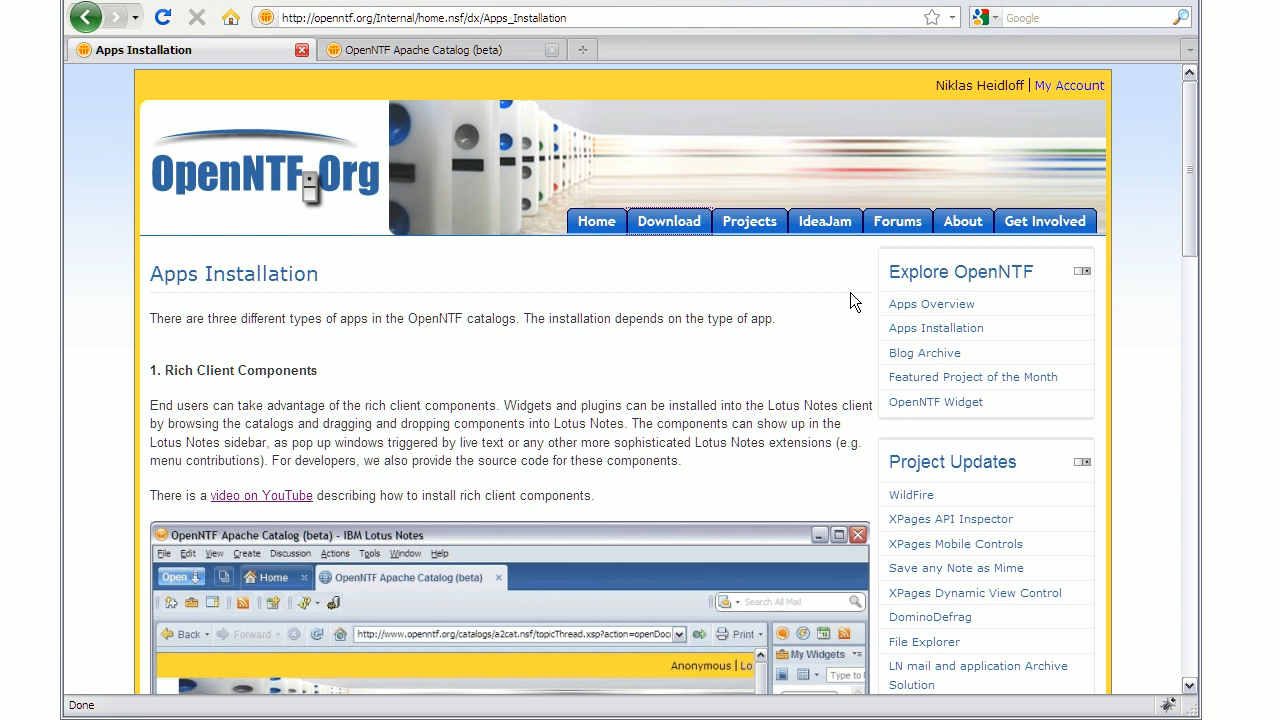 http://openntf.org/Internal/home.nsf/dx/Apps_Installation
Google
Apps Installation
OpenNTF Apache Catalog (beta)
Niklas Heidloff | My Account
OpenNTF.Org
Home
Download
Projects
IdeaJam
Forums
About
Get Involved
Apps Installation
There are three different types of apps in the OpenNTF catalogs. The installation depends on the type of app.
1. Rich Client Components
End users can take advantage of the rich client components. Widgets and plugins can be installed into the Lotus Notes client
by browsing the catalogs and dragging and dropping components into Lotus Notes. The components can show up in the
Lotus Notes sidebar, as pop up windows triggered by live text or any other more sophisticated Lotus Notes extensions (e.g.
menu contributions). For developers, we also provide the source code for these components.
There is a video on YouTube describing how to install rich client components.
OpenNTF Apache Catalog (beta) - IBM Lotus Notes
File Edit View Create Discussion Actions Tools Window Help
Open
Home
OpenNTF Apache Catalog (beta)
Search All Mail
Back
Forward
http://www.openntf.org/catalogs/a2cat.nsf/topicThread.xsp?action=openDoc
Print
My Widgets
Type to
Anonymous | Lo
Explore OpenNTF
Apps Overview
Apps Installation
Blog Archive
Featured Project of the Month
OpenNTF Widget
Project Updates
WildFire
XPages API Inspector
XPages Mobile Controls
Save any Note as Mime
XPages Dynamic View Control
DominoDefrag
File Explorer
LN mail and application Archive
Solution
Done